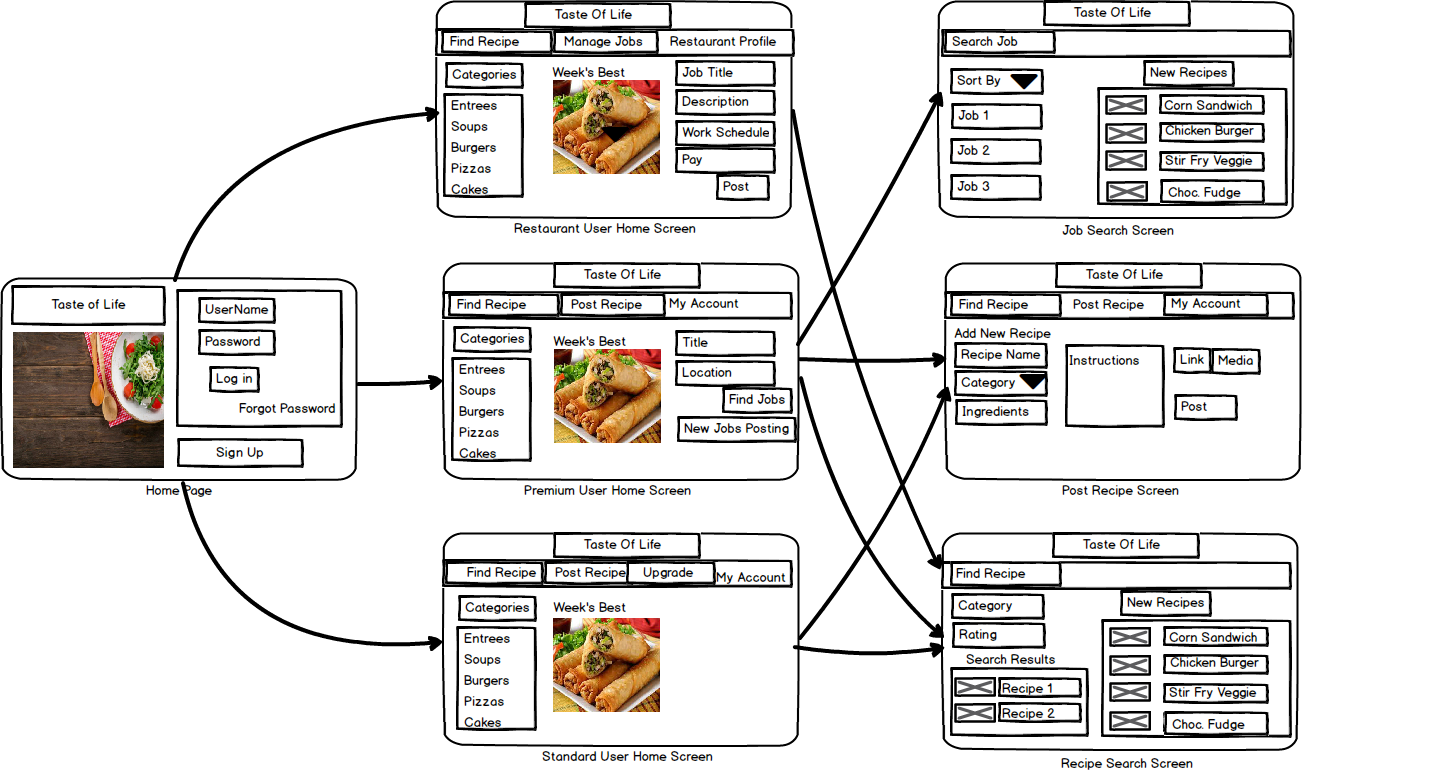 Taste of Life
UserName
Password
Log in
Forgot Password
Sign Up
Home Page
Taste Of Life
Find Recipe
Manage Jobs
Restaurant Profile
Categories
Entrees
Soups
Burgers
Pizzas
Cakes
Week's Best
Job Title
Description
Work Schedule
Pay
Post
Restaurant User Home Screen
Taste Of Life
Find Recipe
Post Recipe
My Account
Categories
Entrees
Soups
Burgers
Pizzas
Cakes
Week's Best
Title
Location
Find Jobs
New Jobs Posting
Premium User Home Screen
Taste Of Life
Find Recipe
Post Recipe
Upgrade
My Account
Categories
Entrees
Soups
Burgers
Pizzas
Cakes
Week's Best
Standard User Home Screen
Taste Of Life
Search Job
Sort By
Job 1
Job 2
Job 3
New Recipes
Corn Sandwich
Chicken Burger
Stir Fry Veggie
Choc. Fudge
Job Search Screen
Taste Of Life
Find Recipe
Post Recipe
My Account
Add New Recipe
Recipe Name
Category
Ingredients
Instructions
Link
Media
Post
Post Recipe Screen
Taste Of Life
Find Recipe
Category
Rating
Search Results
Recipe 1
Recipe 2
New Recipes
Corn Sandwich
Chicken Burger
Stir Fry Veggie
Choc. Fudge
Recipe Search Screen